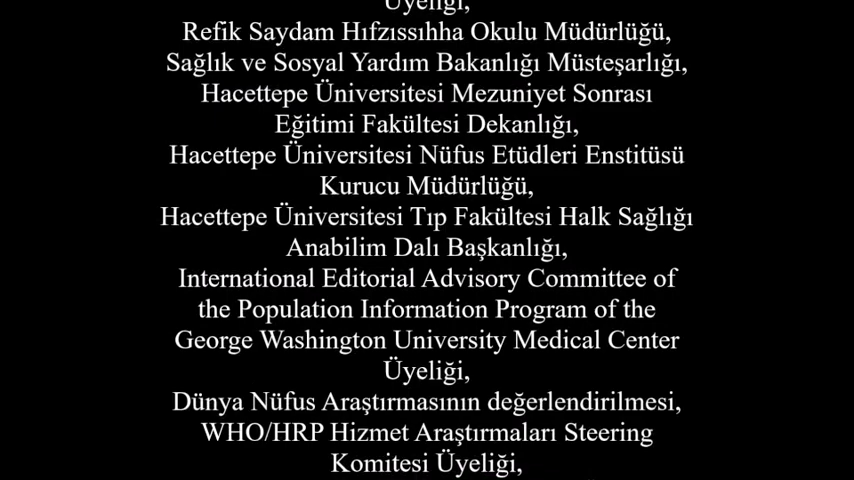 Üyeliği,
Refik Saydam Hıfzıssıhha Okulu Müdürlüğü,
Sağlık ve Sosyal Yardım Bakanlığı Müsteşarlığı,
Hacettepe Üniversitesi Mezuniyet Sonrası
Eğitimi Fakültesi Dekanlığı,
Hacettepe Üniversitesi Nüfus Etüdleri Enstitüsü
Kurucu Müdürlüğü,
Hacettepe Üniversitesi Tıp Fakültesi Halk Sağlığı
Anabilim Dalı Başkanlığı,
International Editorial Advisory Committee of
the Population Information Program of the
George Washington University Medical Center
Üyeliği,
Dünya Nüfus Araştırmasının değerlendirilmesi,
WHO/HRP Hizmet Araştırmaları Steering
Komitesi Üyeliği,